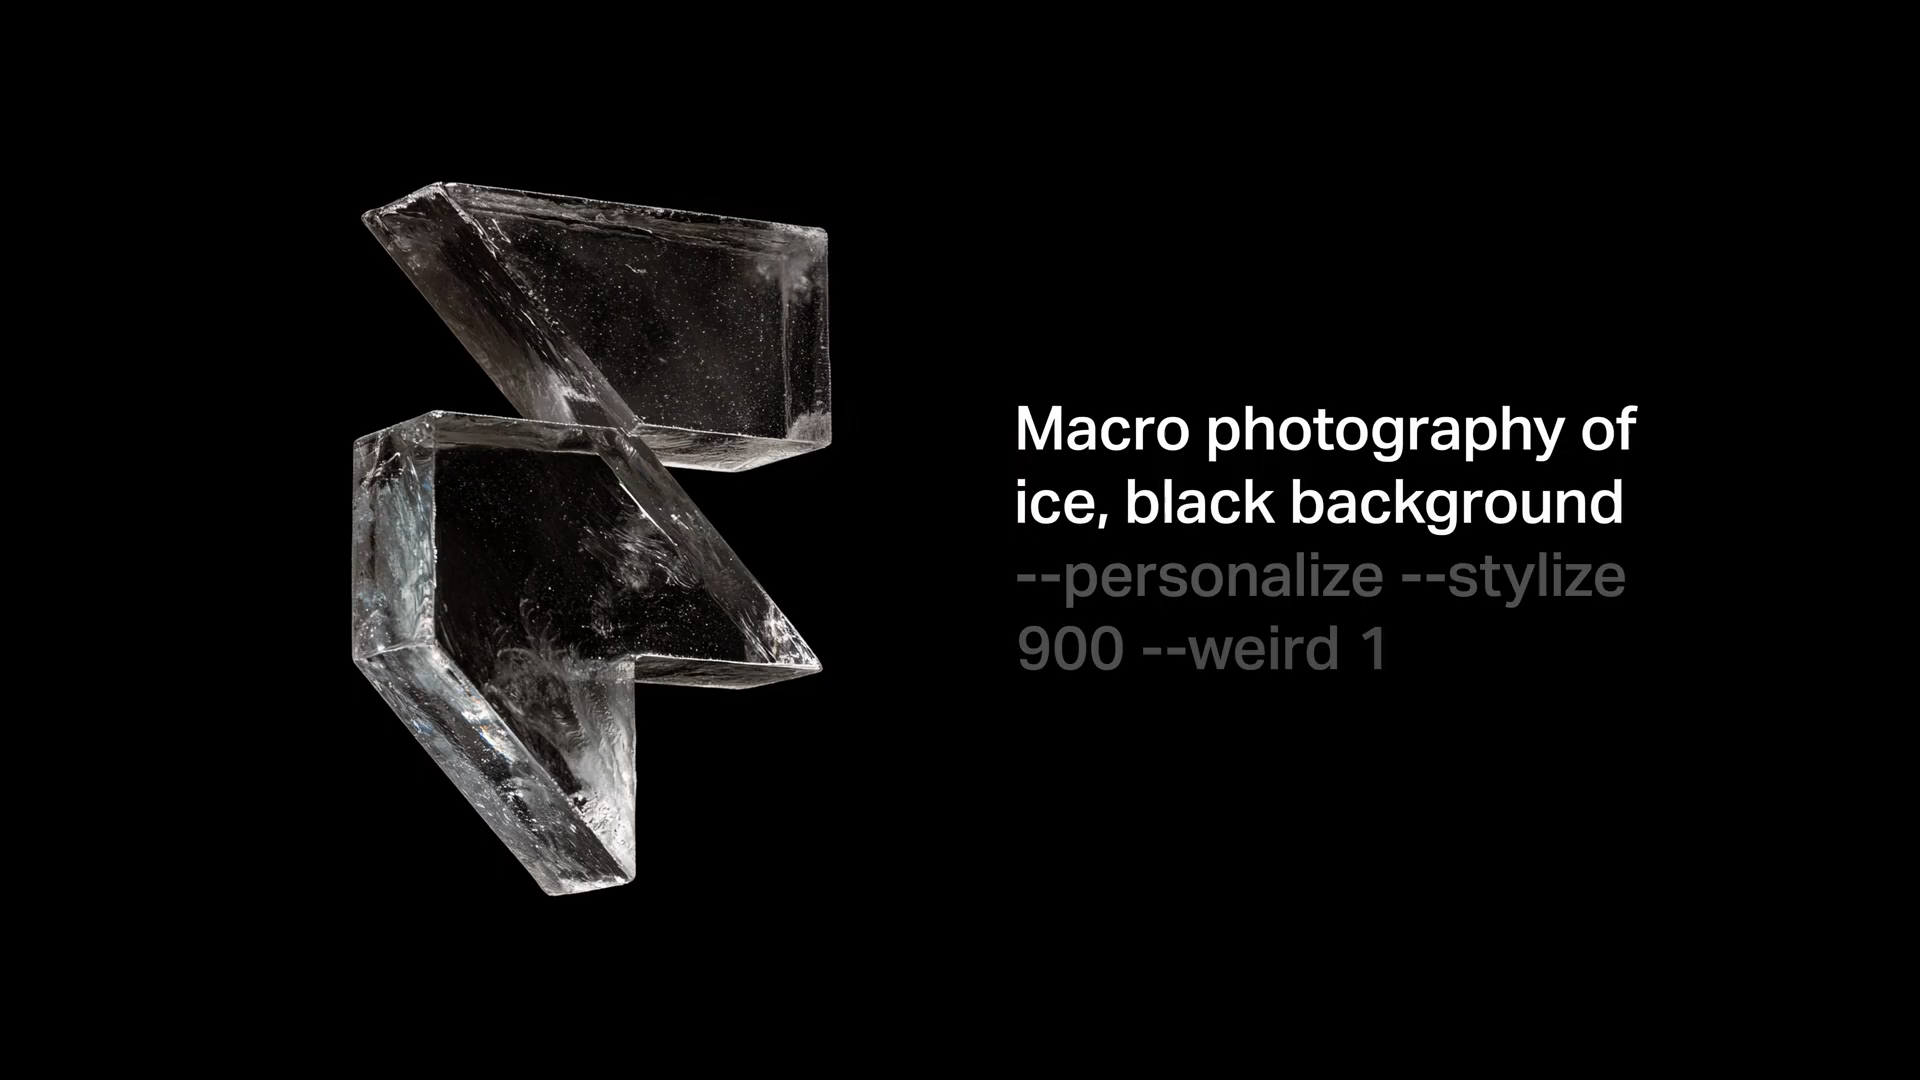 Macro photography of
ice, black background
--personalize --stylize
900 --weird 1